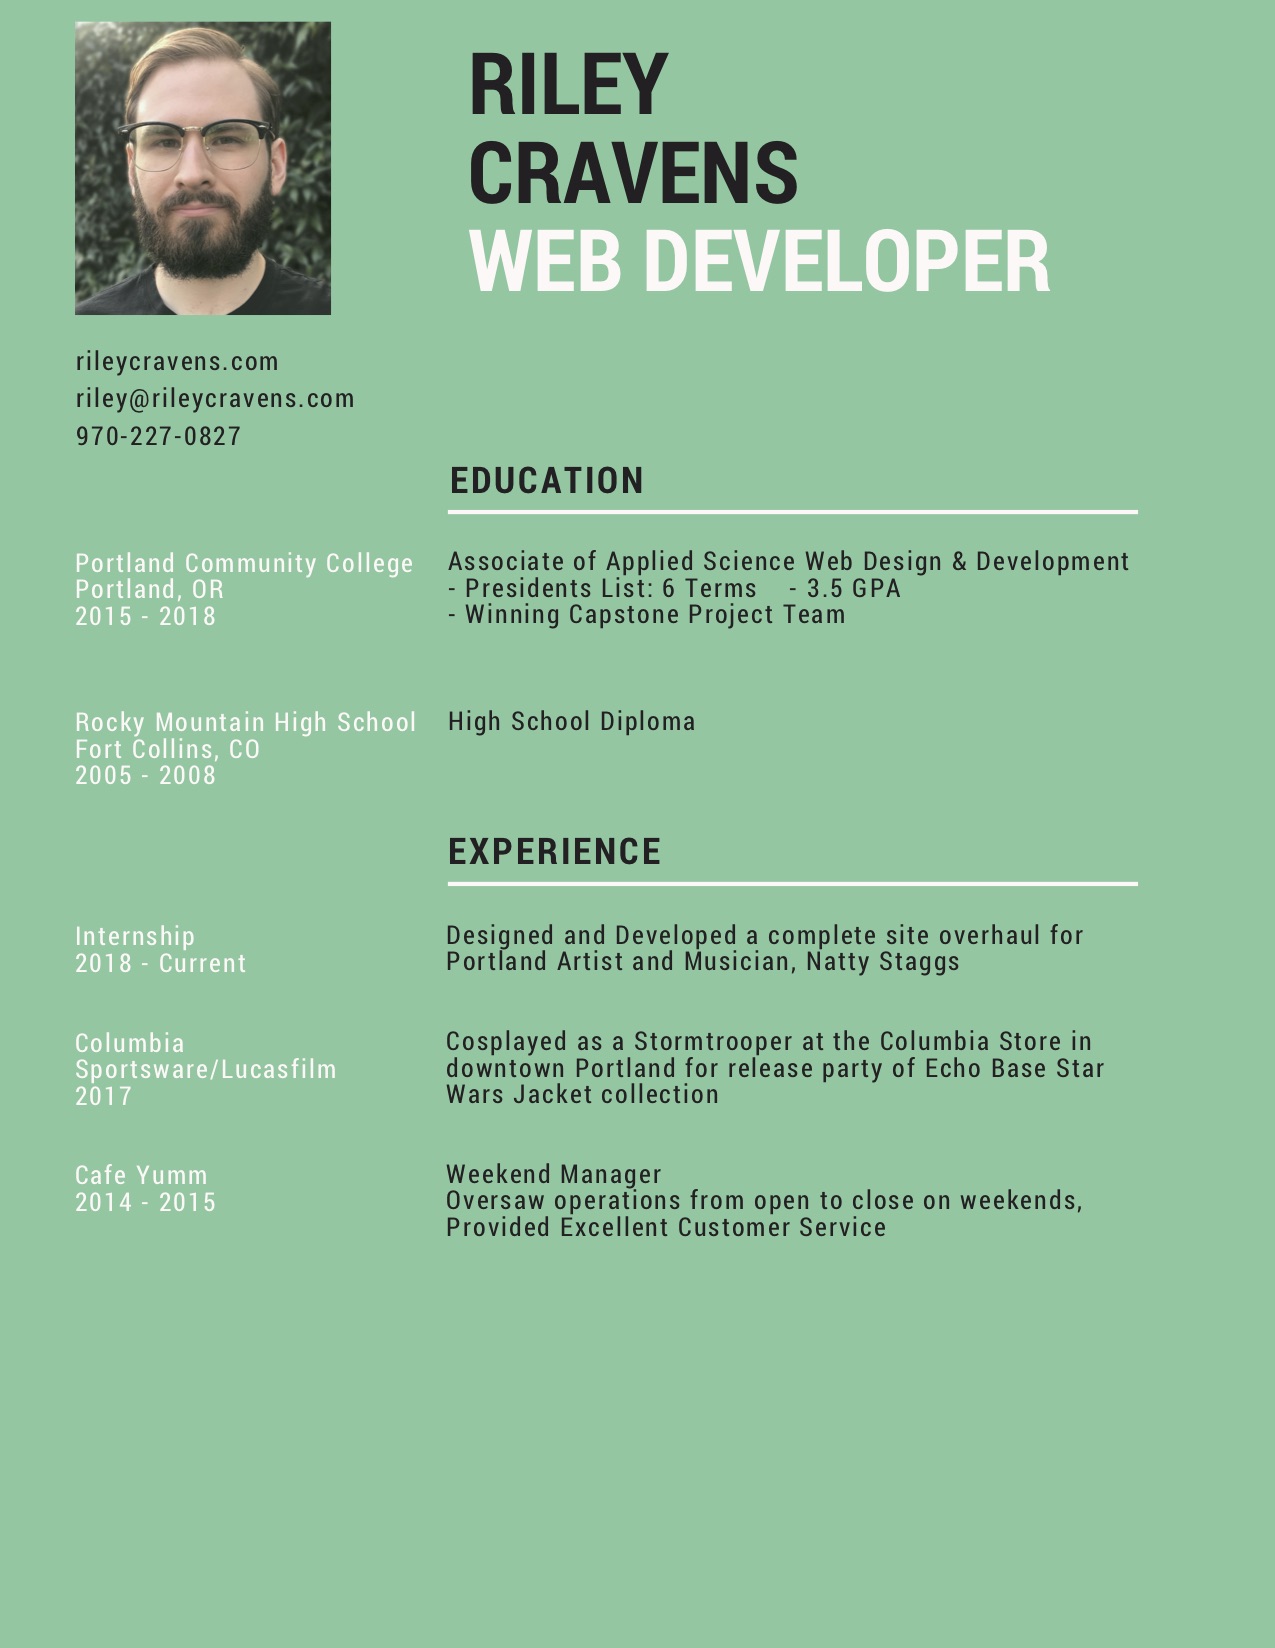 RILEY
CRAVENS
WEB DEVELOPER
rileycravens.com
riley@rileycravens.com
970-227-0827
EDUCATION
Portland Community College
Portland, OR
2015 - 2018
Associate of Applied Science Web Design & Development
- Presidents List: 6 Terms - 3.5 GPA
- Winning Capstone Project Team
Rocky Mountain High School
Fort Collins, CO
2005 - 2008
High School Diploma
EXPERIENCE
Internship
2018 - Current
Designed and Developed a complete site overhaul for
Portland Artist and Musician, Natty Staggs
Columbia
Sportsware/Lucasfilm
2017
Cosplayed as a Stormtrooper at the Columbia Store in
downtown Portland for release party of Echo Base Star
Wars Jacket collection
Cafe Yumm
2014 - 2015
Weekend Manager
Oversaw operations from open to close on weekends,
Provided Excellent Customer Service